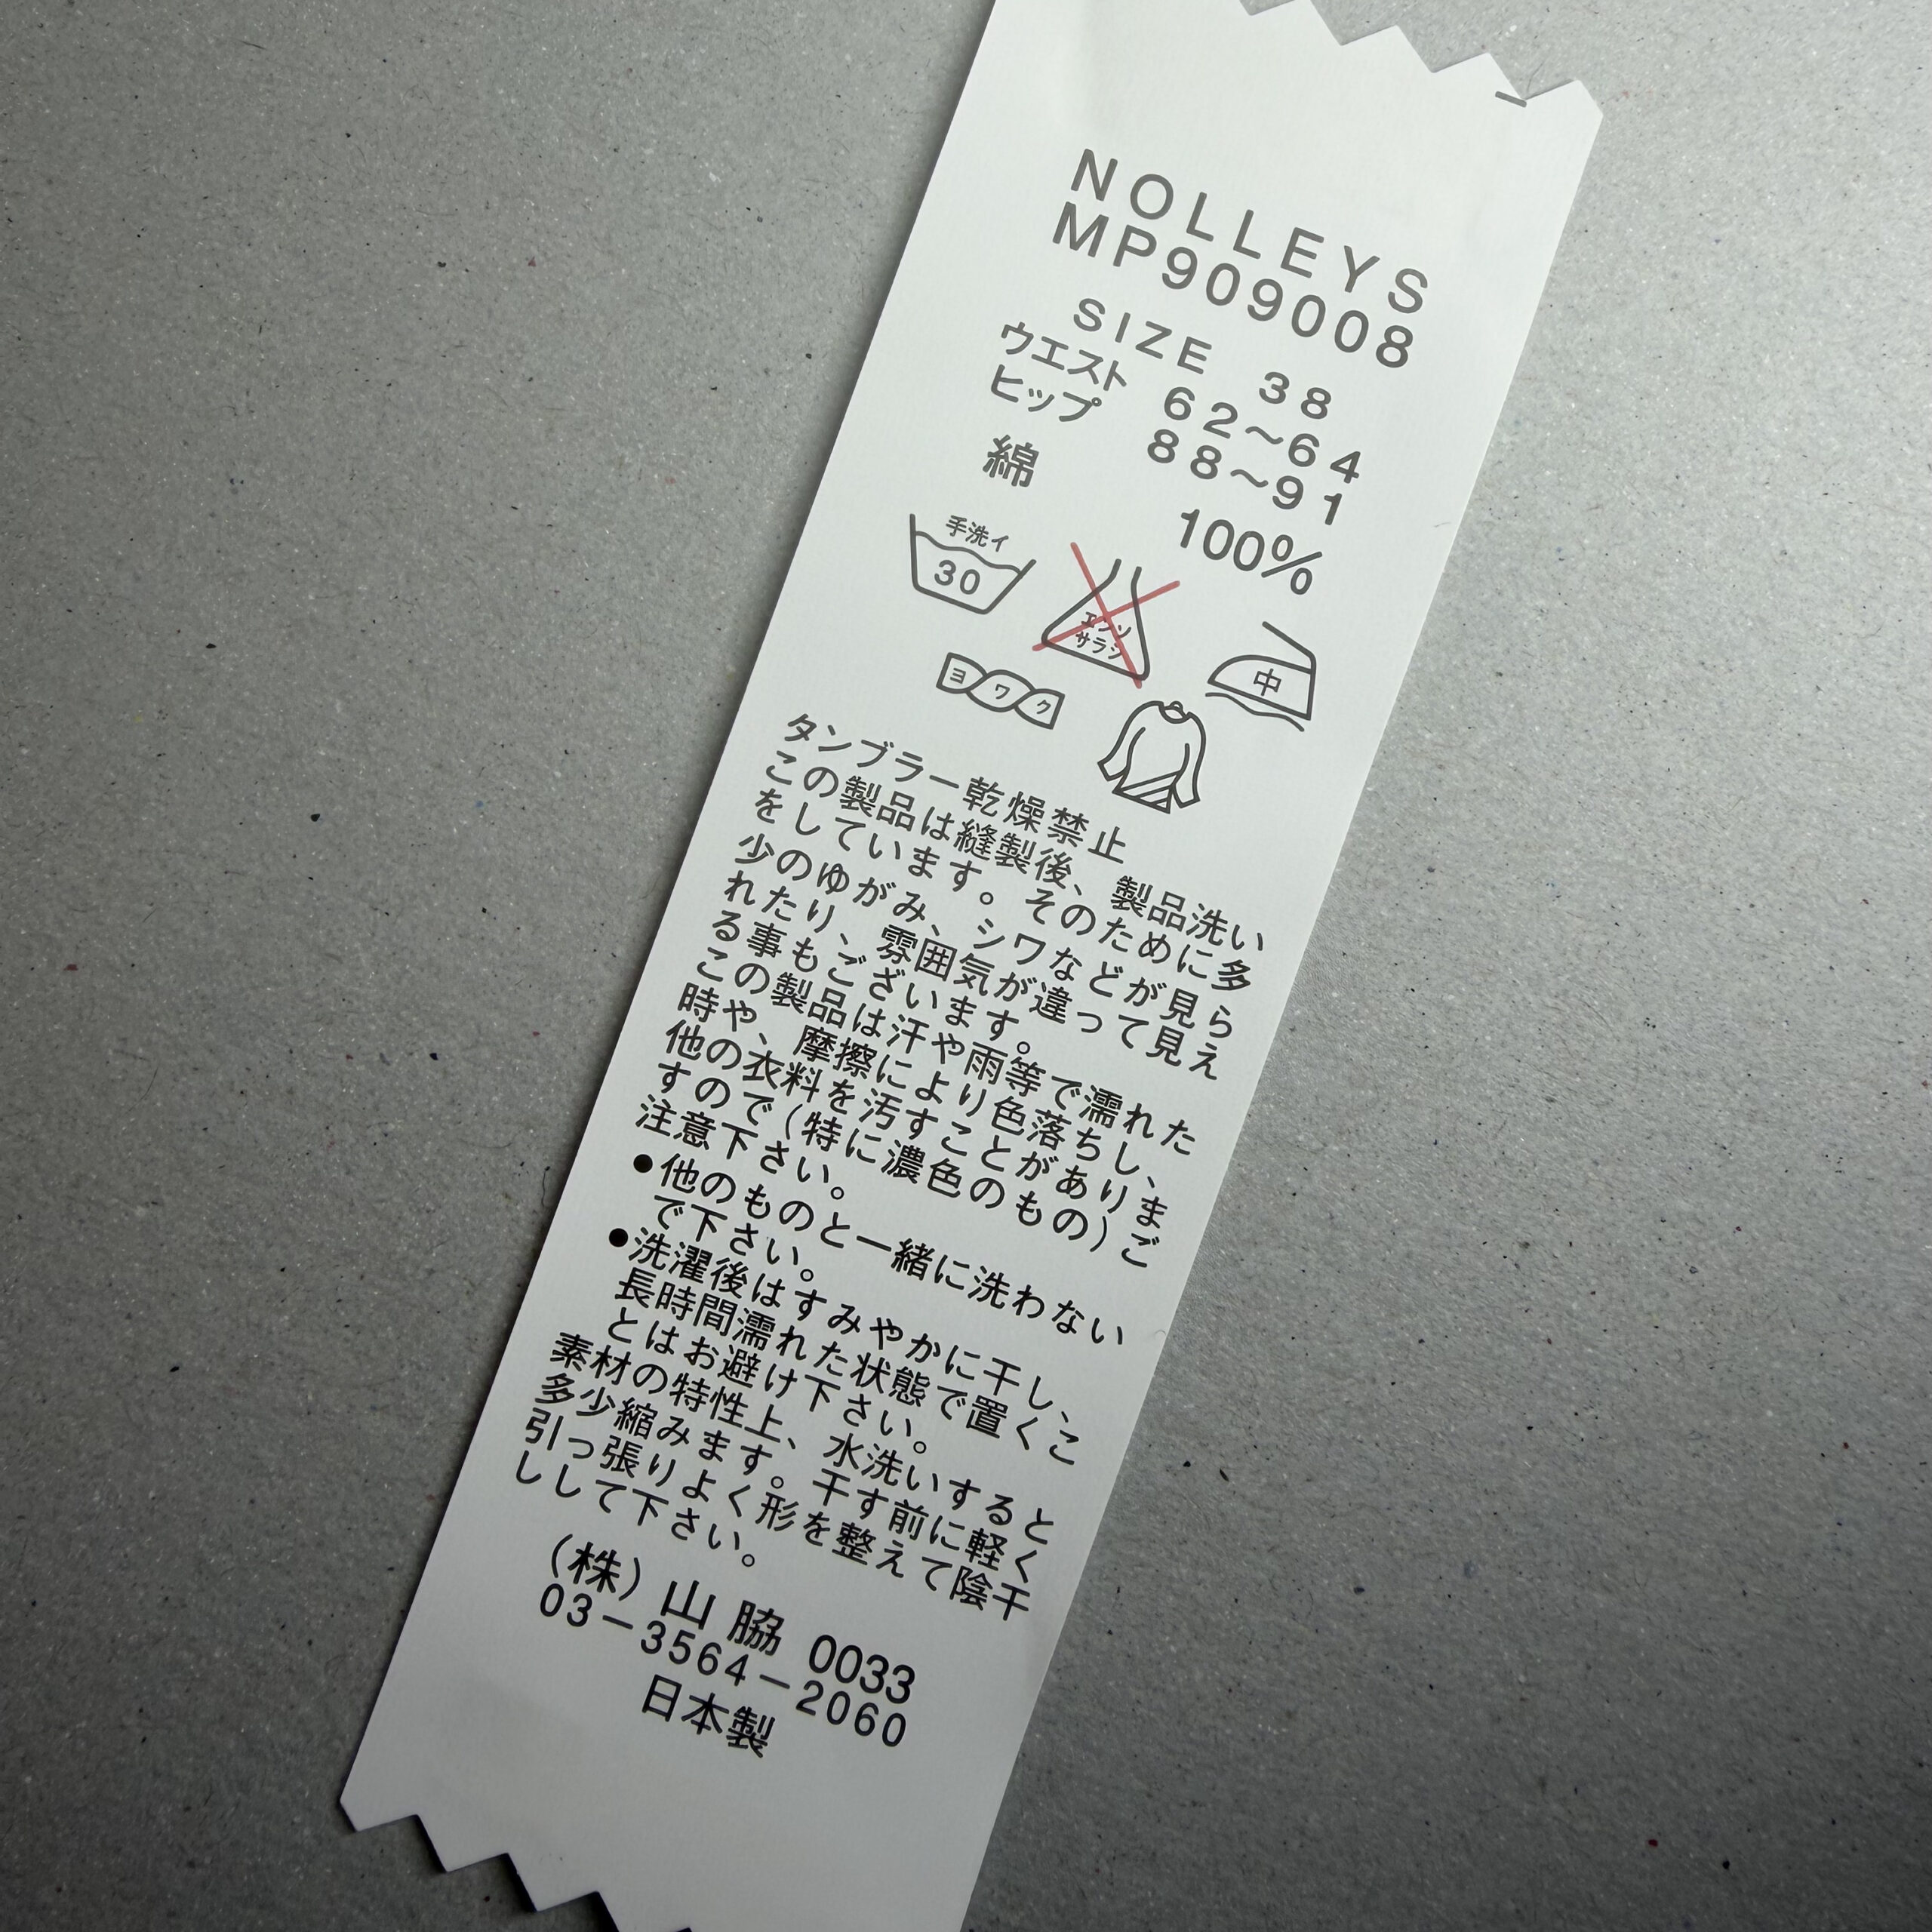 NOLLEYS
MP909008
SIZE 38
ウエスト 62～64
ヒップ 88～91
綿 100%
手洗イ
30
エンソ
サラシ
中
ヨワク
タンブラー乾燥禁止
この製品は縫製後、製品洗い
をしています。そのために多
少のゆがみ、シワなどが見ら
れたり、雰囲気が違って見え
る事もございます。
この製品は汗や雨等で濡れた
時や、摩擦により色落ちし、
他の衣料を汚すことがありま
すので(特に濃色のもの)ご
注意下さい。
●他のものと一緒に洗わない
で下さい。
●洗濯後はすみやかに干し、
長時間濡れた状態で置くこ
とはお避け下さい。
素材の特性上、水洗いすると
多少縮みます。干す前に軽く
引っ張りよく形を整えて陰干
しして下さい。
(株)山脇 0033
03-3564-2060
日本製